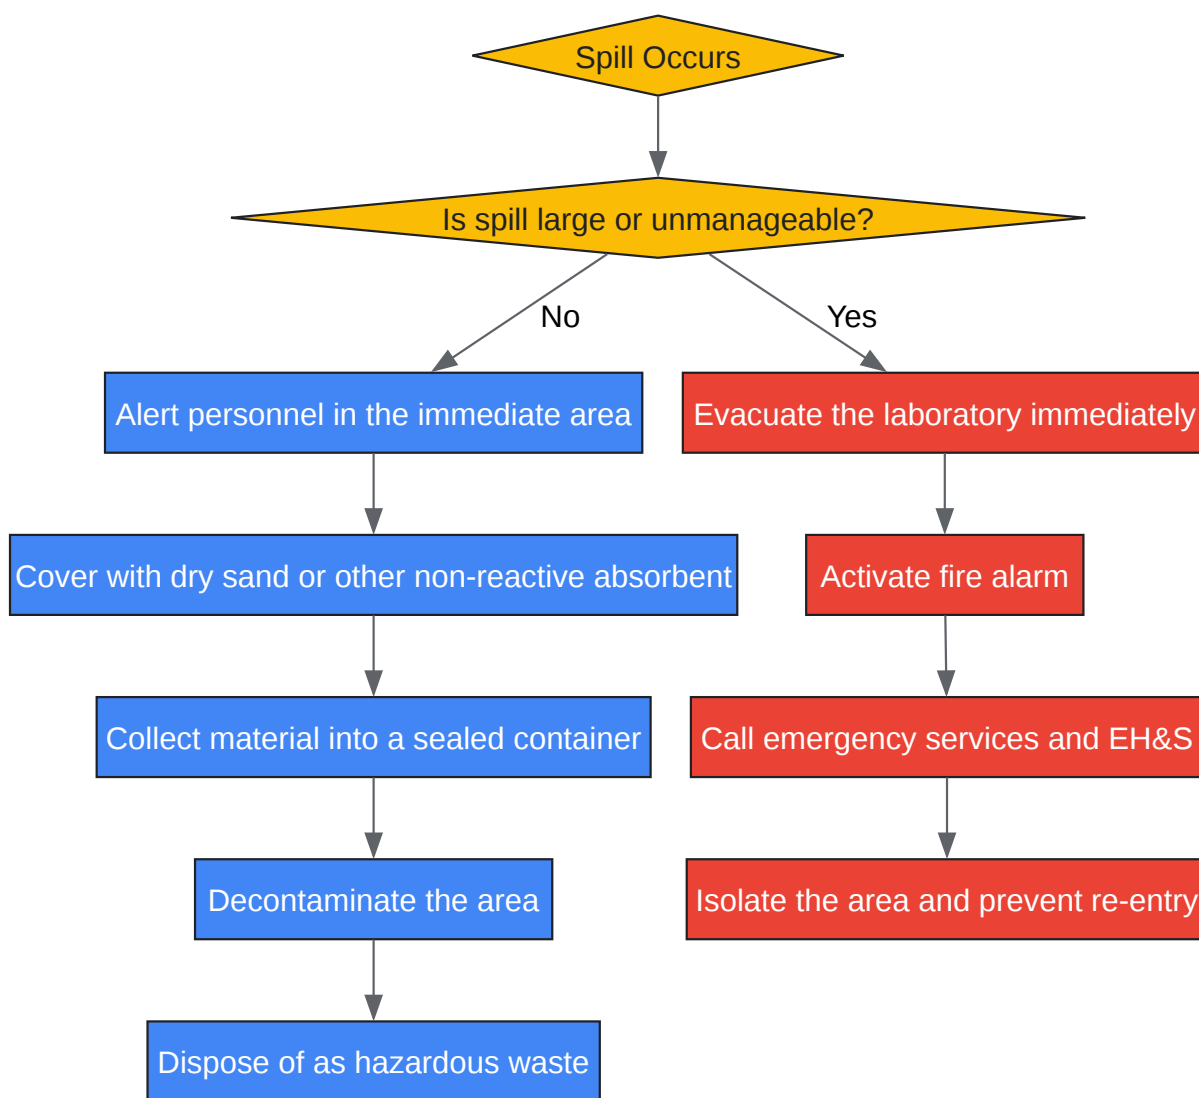 Spill Occurs
Is spill large or unmanageable?
No
Yes
Alert personnel in the immediate area
Evacuate the laboratory immediately
Cover with dry sand or other non-reactive absorbent
Activate fire alarm
Collect material into a sealed container
Call emergency services and EH&S
Decontaminate the area
Isolate the area and prevent re-entry
Dispose of as hazardous waste